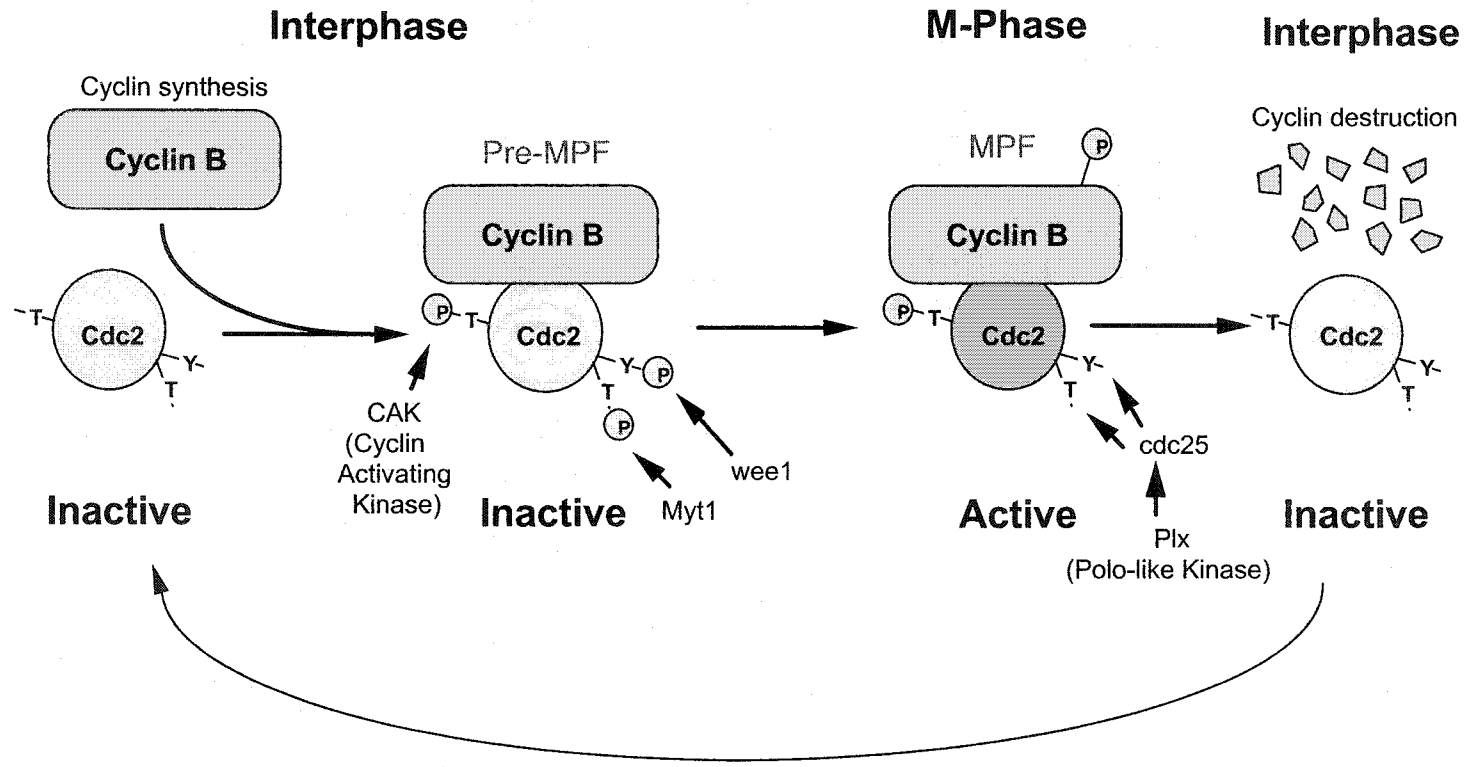 Interphase
M-Phase
Interphase
Cyclin synthesis
Cyclin B
Pre-MPF
MPF
P
Cyclin destruction
Cyclin B
Cyclin B
T
Cdc2
Y
T
P
T
Cdc2
Y
P
T
P
P
T
Cdc2
Y
T
T
Cdc2
Y
T
CAK
(Cyclin
Activating
Kinase)
wee1
Myt1
cdc25
Plx
(Polo-like Kinase)
Inactive
Inactive
Active
Inactive